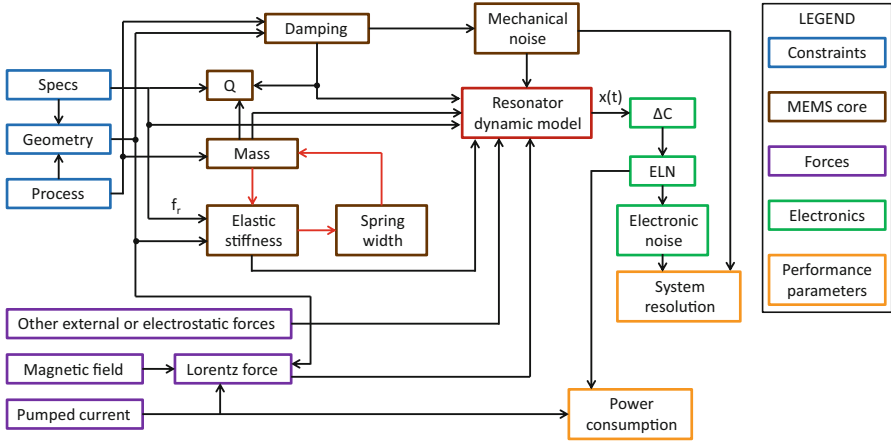 Damping
Mechanical
noise
LEGEND
Constraints
MEMS core
Forces
Electronics
Performance
parameters
Specs
Q
Resonator
dynamic model
x(t)
ΔC
Geometry
Mass
ELN
Process
fr
Elastic
stiffness
Spring
width
Electronic
noise
System
resolution
Other external or electrostatic forces
Magnetic field
Lorentz force
Pumped current
Power
consumption